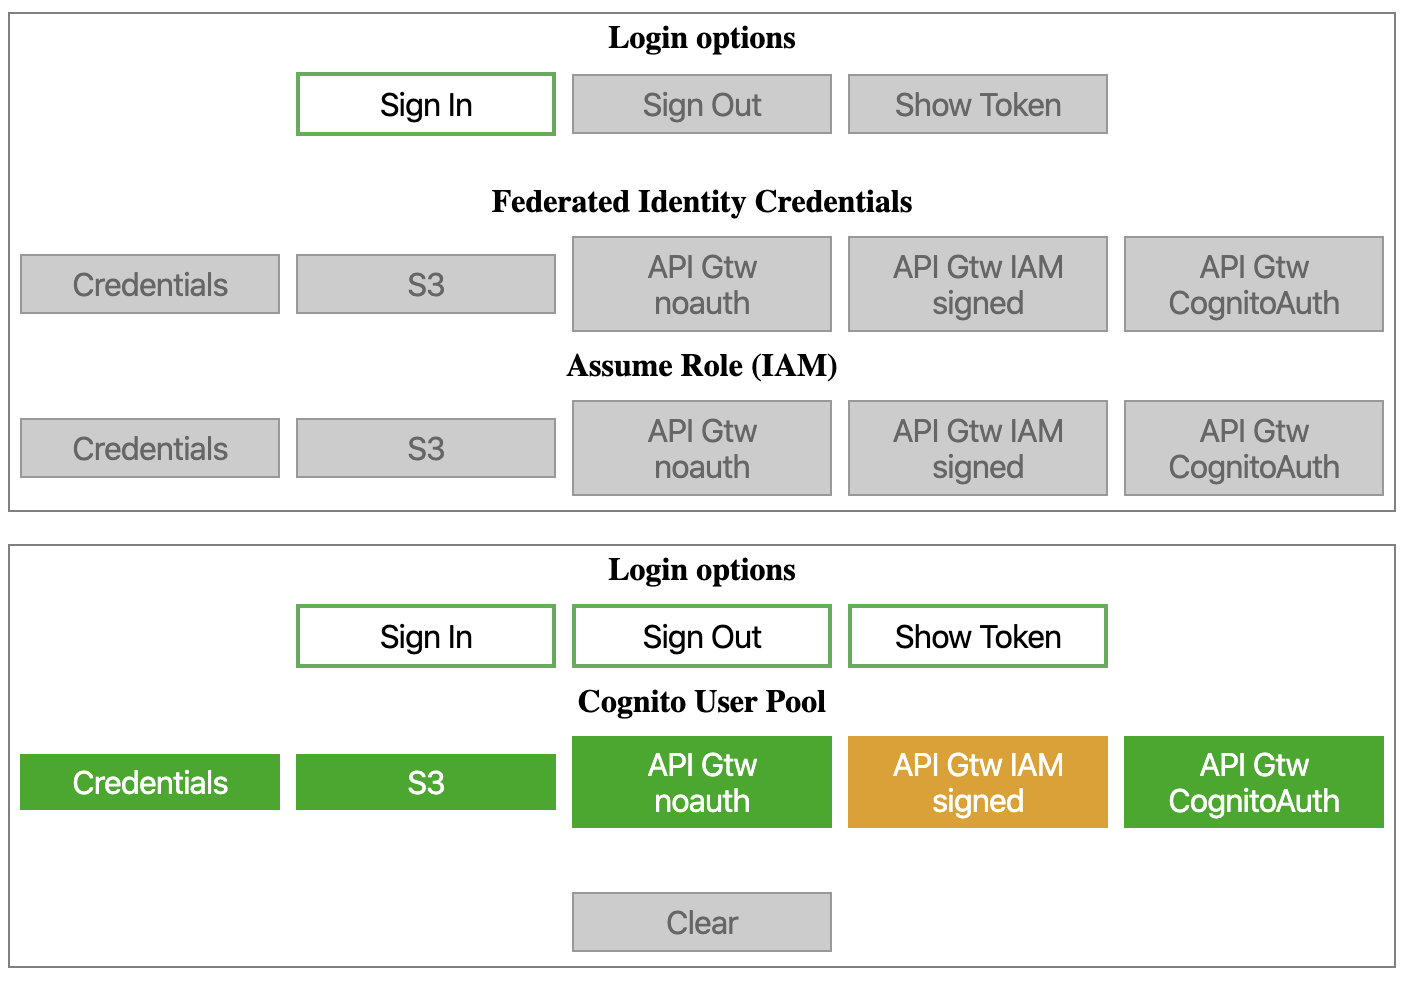 Login options
Sign In
Sign Out
Show Token
Federated Identity Credentials
Credentials
S3
API Gtw
noauth
API Gtw IAM
signed
API Gtw
CognitoAuth
Assume Role (IAM)
Credentials
S3
API Gtw
noauth
API Gtw IAM
signed
API Gtw
CognitoAuth
Login options
Sign In
Sign Out
Show Token
Cognito User Pool
Credentials
S3
API Gtw
noauth
API Gtw IAM
signed
API Gtw
CognitoAuth
Clear